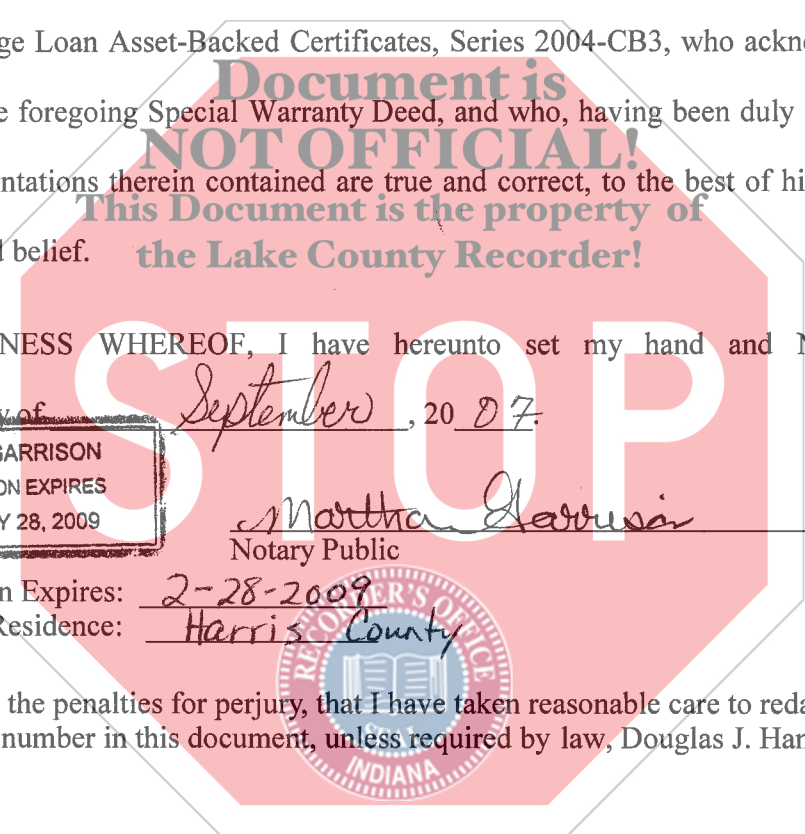 ge Loan Asset-Backed Certificates, Series 2004-CB3, who ackno
Document is
e foregoing Special Warranty Deed, and who, having been duly
NOT OFFICIAL!
ntations therein contained are true and correct, to the best of hi
This Document is the property of
d belief.
the Lake County Recorder!
NESS WHEREOF, I have hereunto set my hand and N
STOP
y of September, 20 07.
GARRISON
ON EXPIRES
Y 28, 2009
Martha Garrison
Notary Public
n Expires: 2-28-2009
Residence: Harris County
RECORDER'S OFFICE
the penalties for perjury, that I have taken reasonable care to reda
number in this document, unless required by law, Douglas J. Han
INDIANA